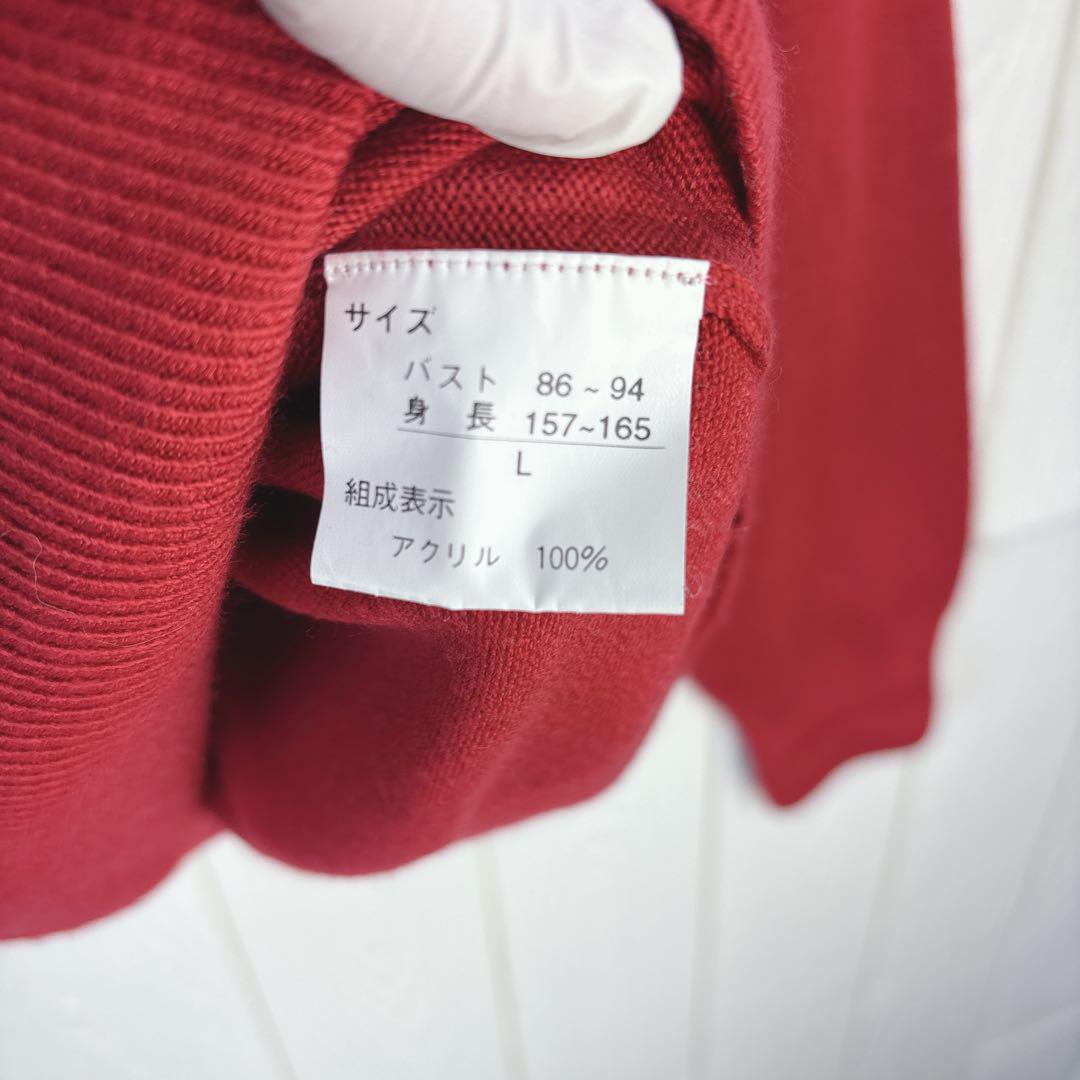 サイズ
バスト 86~94
身 長 157~165
L
組成表示
アクリル 100%